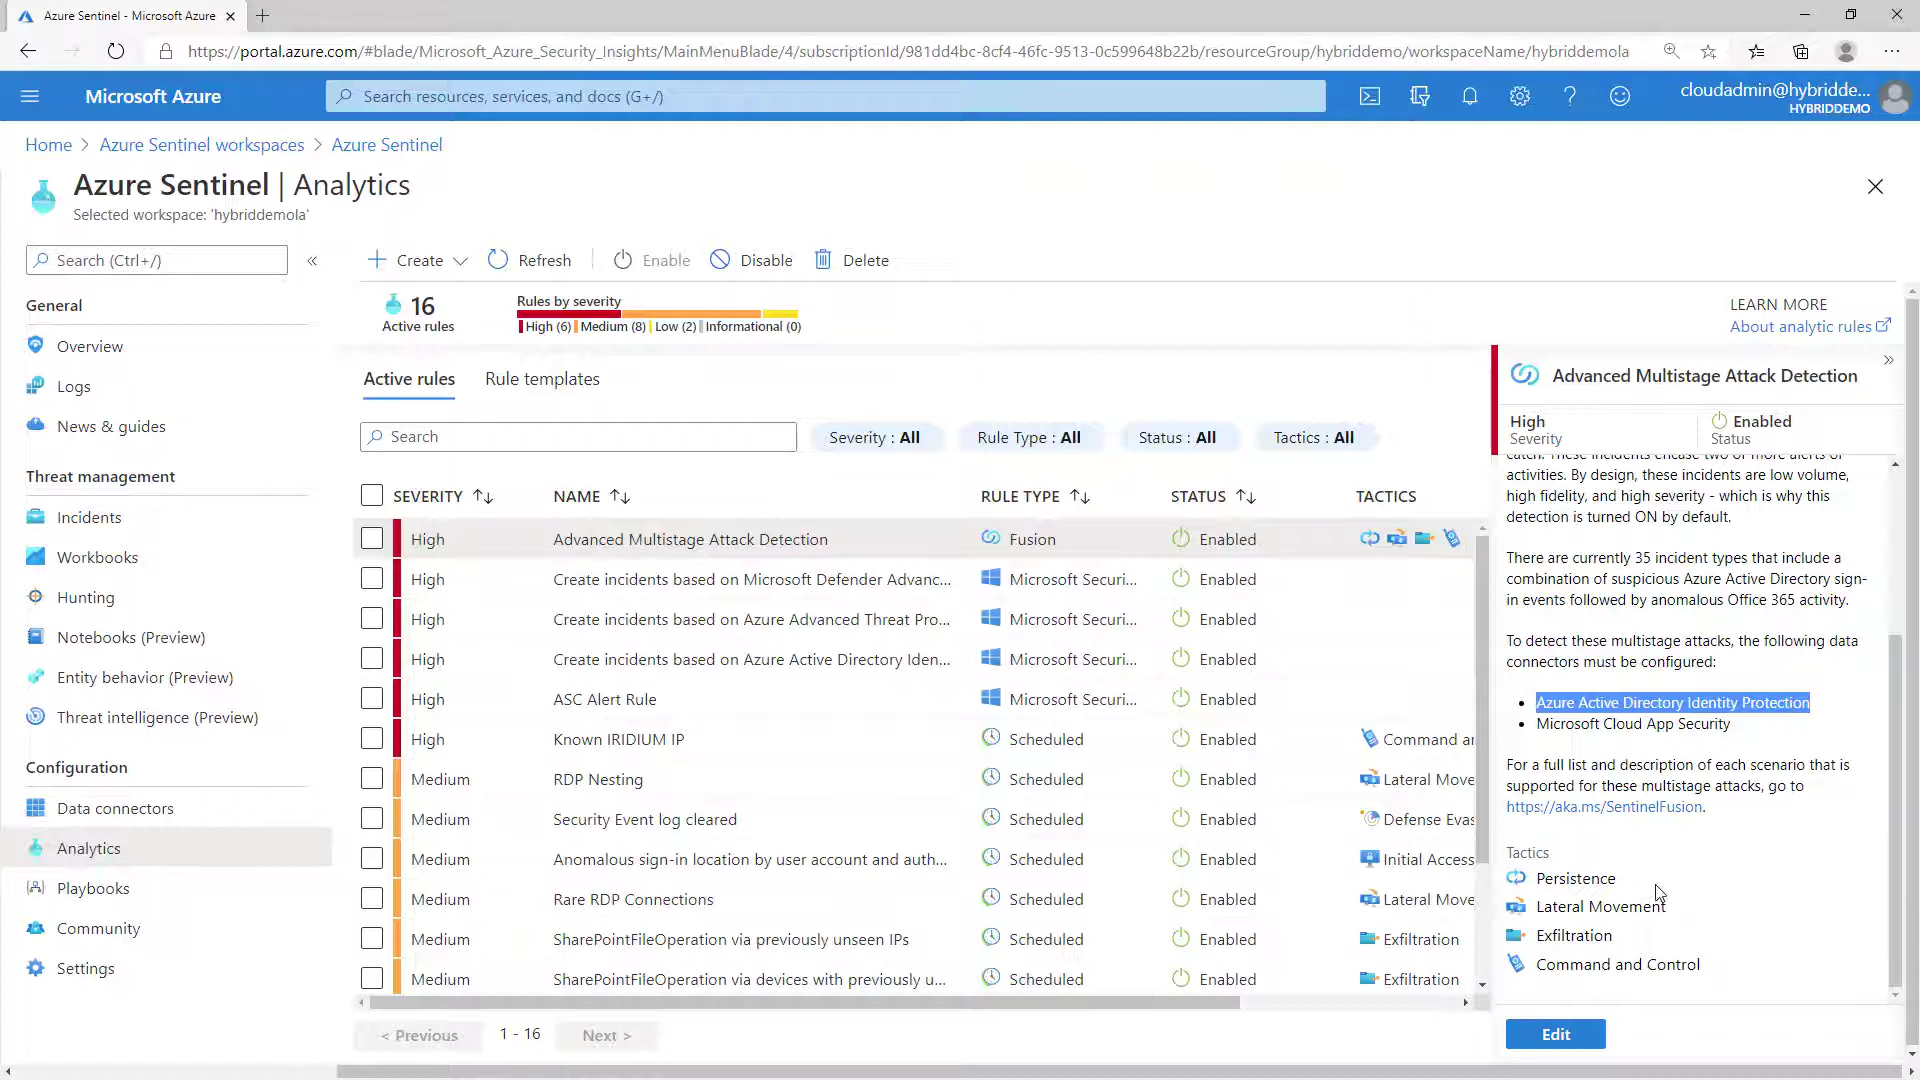 Azure Sentinel - Microsoft Azure
https://portal.azure.com/#blade/Microsoft_Azure_Security_Insights/MainMenuBlade/4/subscriptionId/981dd4bc-8cf4-46fc-9513-0c599648b22b/resourceGroup/hybriddemo/workspaceName/hybriddemola
Microsoft Azure
Search resources, services, and docs (G+/)
cloudadmin@hybridde...
HYBRIDDEMO
Home > Azure Sentinel workspaces > Azure Sentinel
Azure Sentinel | Analytics
Selected workspace: 'hybriddemola'
Search (Ctrl+/)
«
General
Overview
Logs
News & guides
Threat management
Incidents
Workbooks
Hunting
Notebooks (Preview)
Entity behavior (Preview)
Threat intelligence (Preview)
Configuration
Data connectors
Analytics
Playbooks
Community
Settings
Create
Refresh
Enable
Disable
Delete
16
Active rules
Rules by severity
High (6) Medium (8) Low (2) Informational (0)
LEARN MORE
About analytic rules
Active rules
Rule templates
Search
Severity : All
Rule Type : All
Status : All
Tactics : All
SEVERITY NAME RULE TYPE STATUS TACTICS
High Advanced Multistage Attack Detection Fusion Enabled
High Create incidents based on Microsoft Defender Advanc... Microsoft Securi... Enabled
High Create incidents based on Azure Advanced Threat Pro... Microsoft Securi... Enabled
High Create incidents based on Azure Active Directory Iden... Microsoft Securi... Enabled
High ASC Alert Rule Microsoft Securi... Enabled
High Known IRIDIUM IP Scheduled Enabled Command an
Medium RDP Nesting Scheduled Enabled Lateral Move
Medium Security Event log cleared Scheduled Enabled Defense Evas
Medium Anomalous sign-in location by user account and auth... Scheduled Enabled Initial Access
Medium Rare RDP Connections Scheduled Enabled Lateral Move
Medium SharePointFileOperation via previously unseen IPs Scheduled Enabled Exfiltration
Medium SharePointFileOperation via devices with previously u... Scheduled Enabled Exfiltration
< Previous
1 - 16
Next >
»
Advanced Multistage Attack Detection
High
Severity
Enabled
Status
catch. These incidents encase two or more alerts or
activities. By design, these incidents are low volume,
high fidelity, and high severity - which is why this
detection is turned ON by default.
There are currently 35 incident types that include a
combination of suspicious Azure Active Directory sign-
in events followed by anomalous Office 365 activity.
To detect these multistage attacks, the following data
connectors must be configured:
• Azure Active Directory Identity Protection
• Microsoft Cloud App Security
For a full list and description of each scenario that is
supported for these multistage attacks, go to
https://aka.ms/SentinelFusion.
Tactics
Persistence
Lateral Movement
Exfiltration
Command and Control
Edit